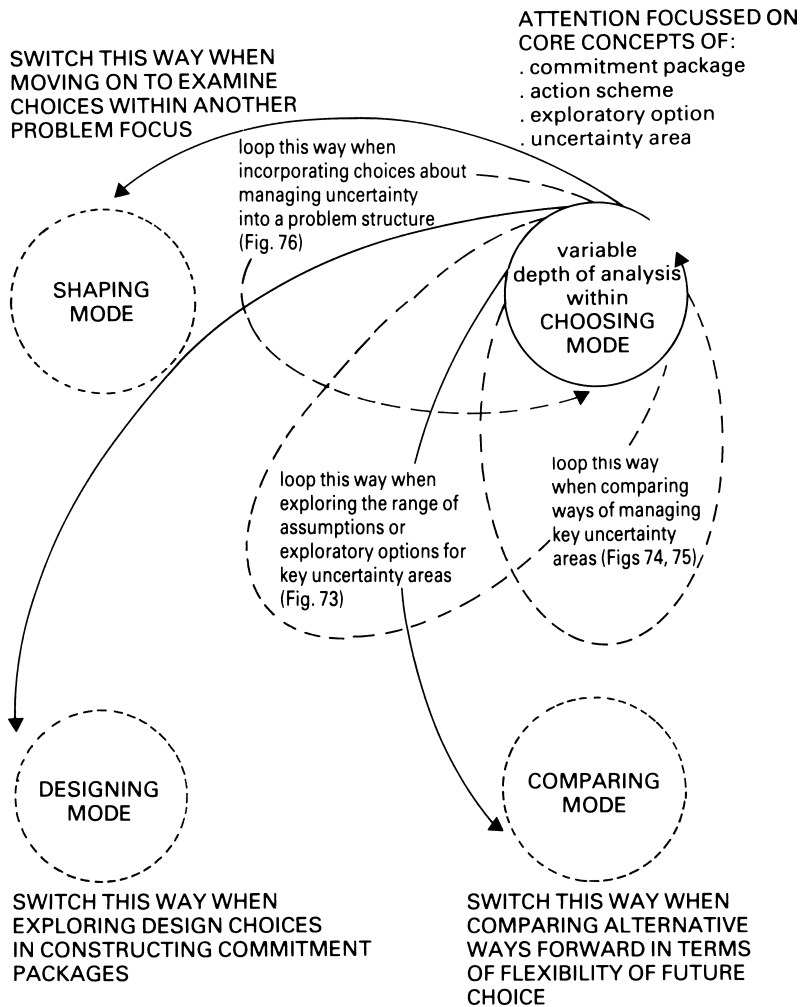 SWITCH THIS WAY WHEN
MOVING ON TO EXAMINE
CHOICES WITHIN ANOTHER
PROBLEM FOCUS
ATTENTION FOCUSSED ON
CORE CONCEPTS OF:
. commitment package
. action scheme
. exploratory option
. uncertainty area
loop this way when
incorporating choices about
managing uncertainty
into a problem structure
(Fig. 76)
SHAPING
MODE
variable
depth of analysis
within
CHOOSING
MODE
loop this way when
exploring the range of
assumptions or
exploratory options for
key uncertainty areas
(Fig. 73)
loop this way
when comparing
ways of managing
key uncertainty
areas (Figs 74, 75)
DESIGNING
MODE
COMPARING
MODE
SWITCH THIS WAY WHEN
EXPLORING DESIGN CHOICES
IN CONSTRUCTING COMMITMENT
PACKAGES
SWITCH THIS WAY WHEN
COMPARING ALTERNATIVE
WAYS FORWARD IN TERMS
OF FLEXIBILITY OF FUTURE
CHOICE